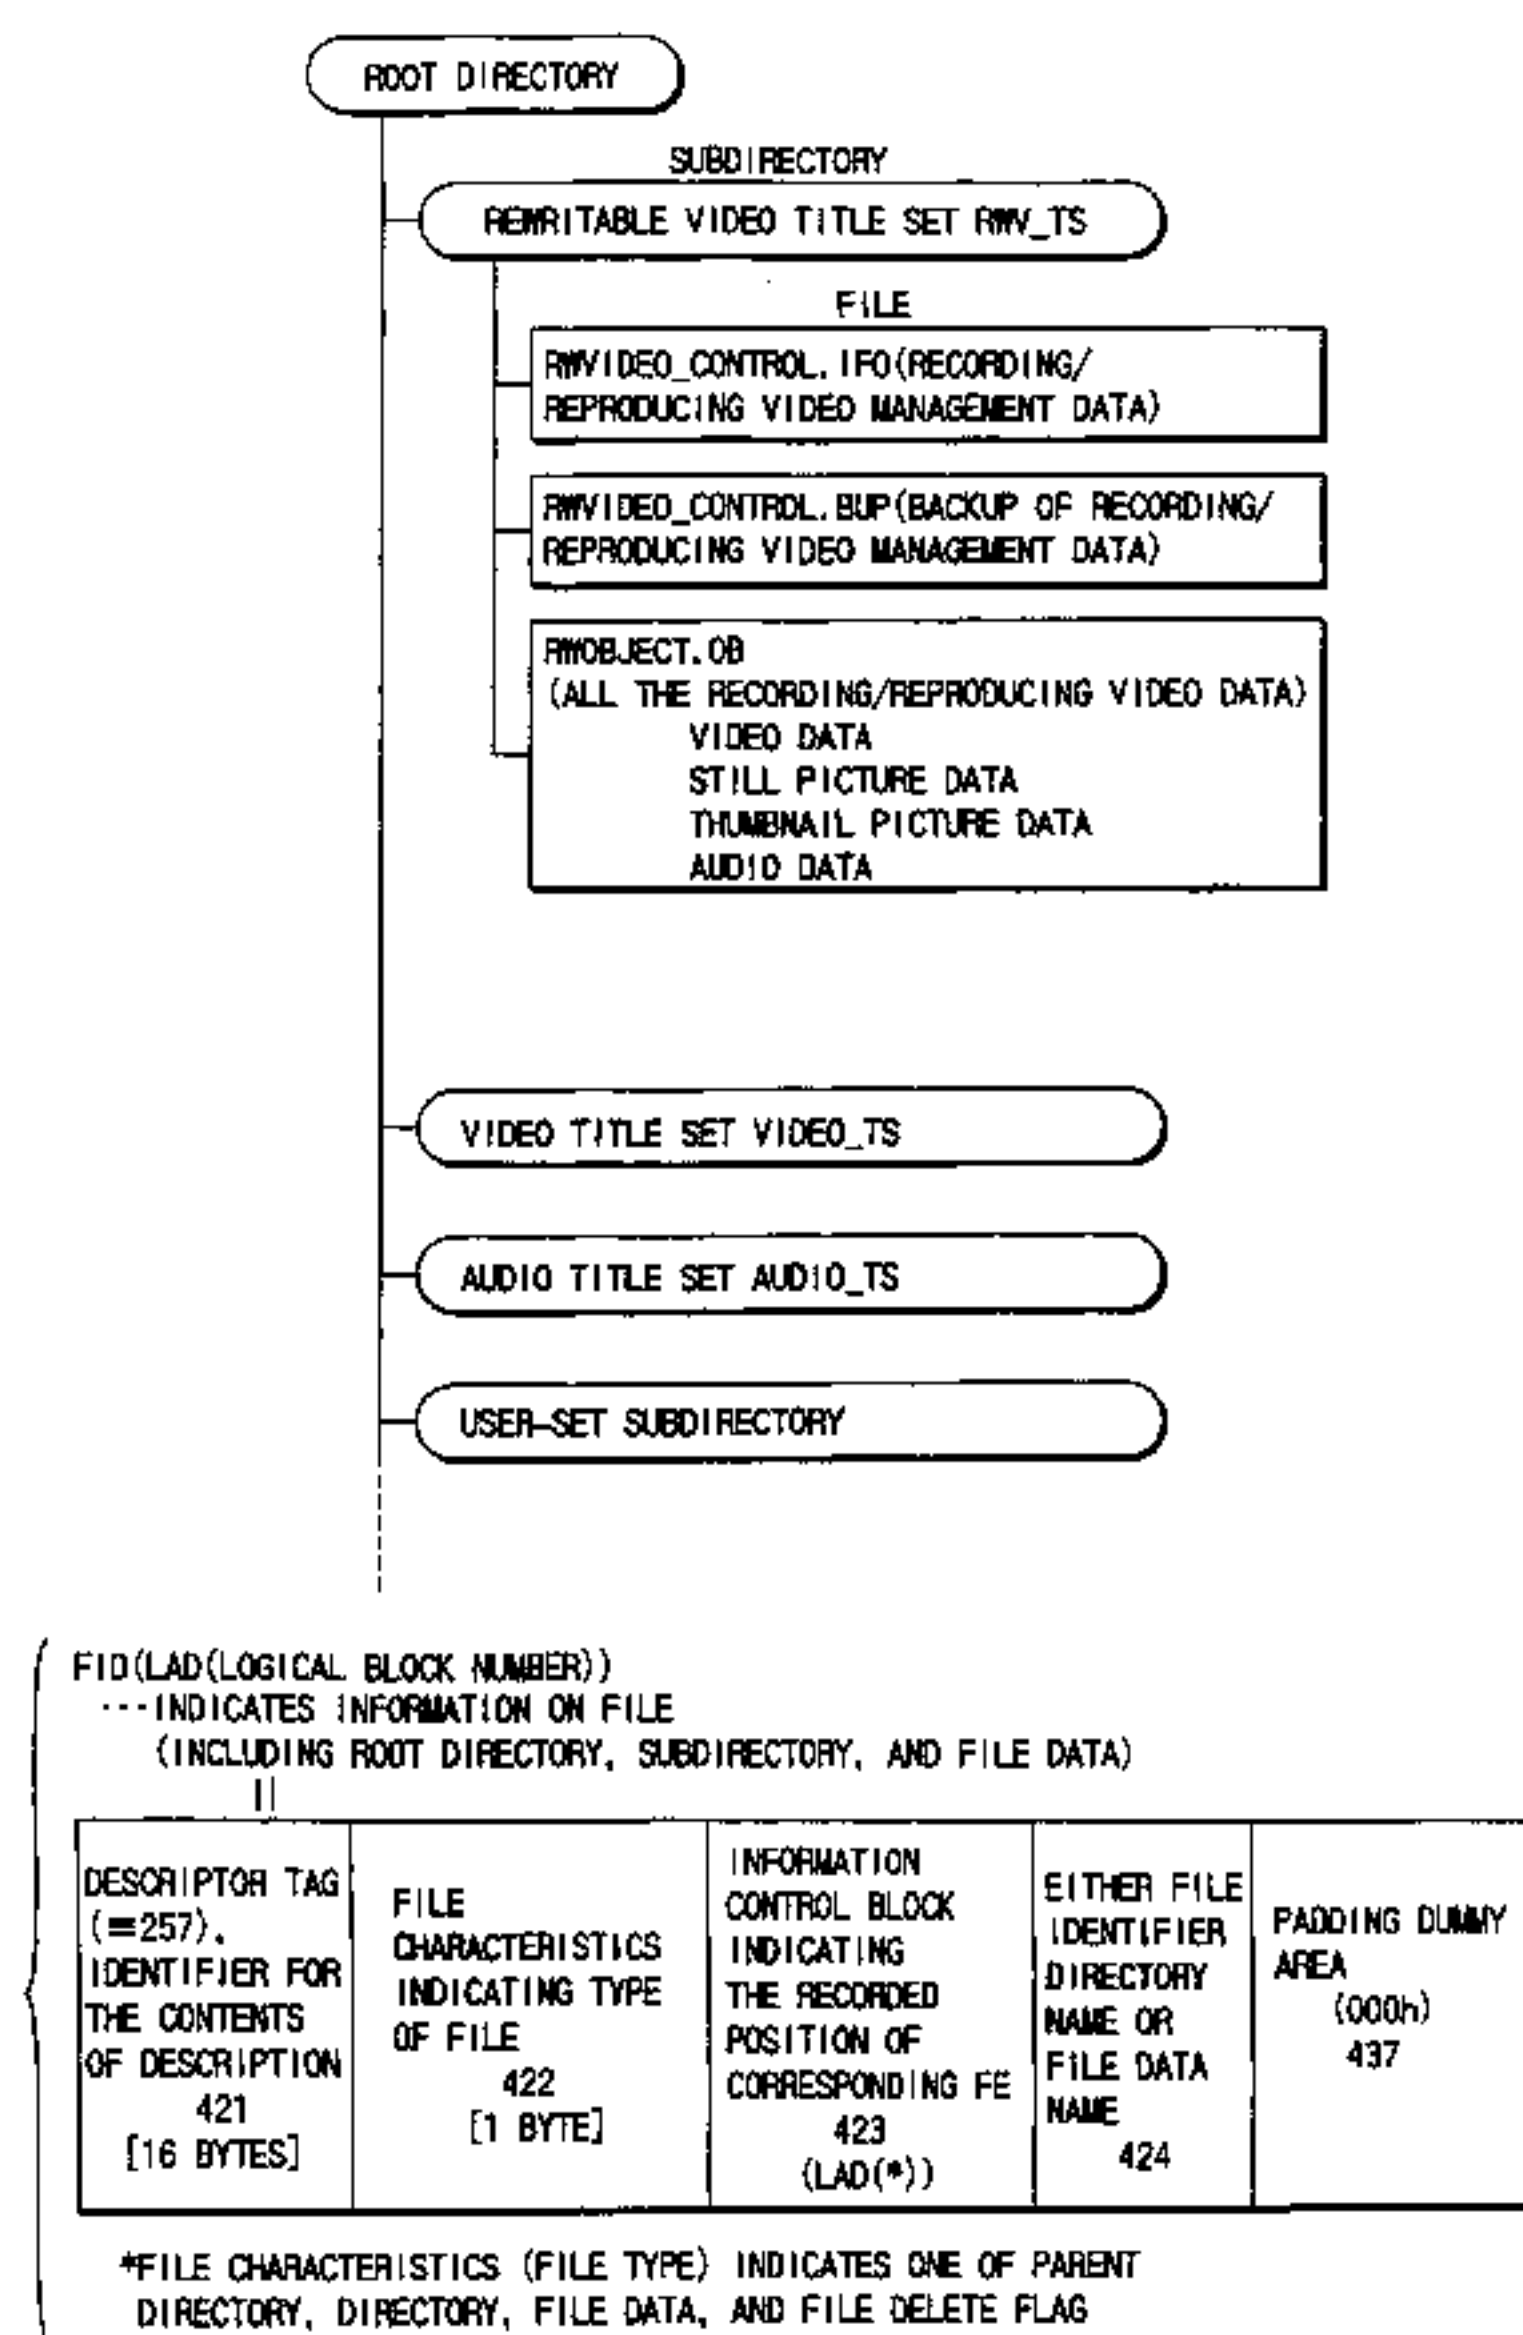 ROOT DIRECTORY
SUBDIRECTORY
REWRITABLE VIDEO TITLE SET RWV_TS
FILE
RWVIDEO_CONTROL.IFO(RECORDING/
REPRODUCING VIDEO MANAGEMENT DATA)
RWVIDEO_CONTROL.BUP(BACKUP OF RECORDING/
REPRODUCING VIDEO MANAGEMENT DATA)
RWOBJECT.OB
(ALL THE RECORDING/REPRODUCING VIDEO DATA)
VIDEO DATA
STILL PICTURE DATA
THUMBNAIL PICTURE DATA
AUDIO DATA
VIDEO TITLE SET VIDEO_TS
AUDIO TITLE SET AUDIO_TS
USER-SET SUBDIRECTORY
FID(LAD(LOGICAL BLOCK NUMBER))
---INDICATES INFORMATION ON FILE
(INCLUDING ROOT DIRECTORY, SUBDIRECTORY, AND FILE DATA)
||
DESCRIPTOR TAG
(=257),
IDENTIFIER FOR
THE CONTENTS
OF DESCRIPTION
421
[16 BYTES]
FILE
CHARACTERISTICS
INDICATING TYPE
OF FILE
422
[1 BYTE]
INFORMATION
CONTROL BLOCK
INDICATING
THE RECORDED
POSITION OF
CORRESPONDING FE
423
(LAD(*))
EITHER FILE
IDENTIFIER
DIRECTORY
NAME OR
FILE DATA
NAME
424
PADDING DUMMY
AREA
(000h)
437
*FILE CHARACTERISTICS (FILE TYPE) INDICATES ONE OF PARENT
DIRECTORY, DIRECTORY, FILE DATA, AND FILE DELETE FLAG